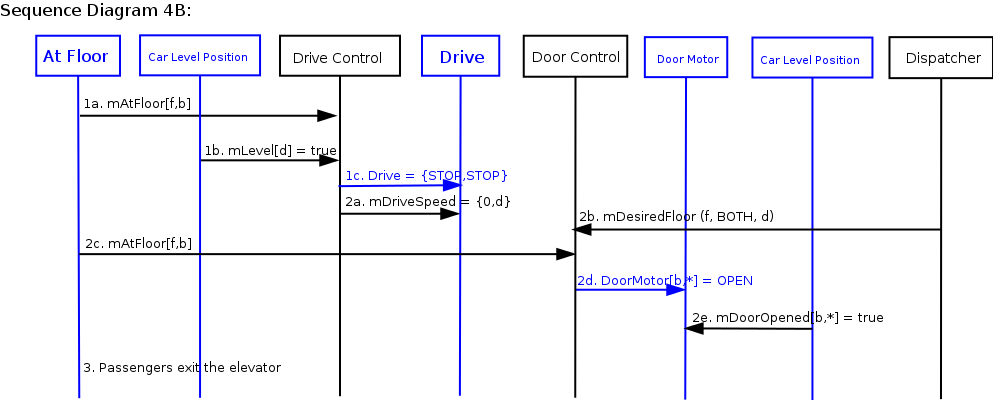 Sequence Diagram 4B:
At Floor
Car Level Position
Drive Control
Drive
Door Control
Door Motor
Car Level Position
Dispatcher
1a. mAtFloor[f,b]
1b. mLevel[d] = true
1c. Drive = {STOP,STOP}
2a. mDriveSpeed = {0,d}
2b. mDesiredFloor (f, BOTH, d)
2c. mAtFloor[f,b]
2d. DoorMotor[b,*] = OPEN
2e. mDoorOpened[b,*] = true
3. Passengers exit the elevator